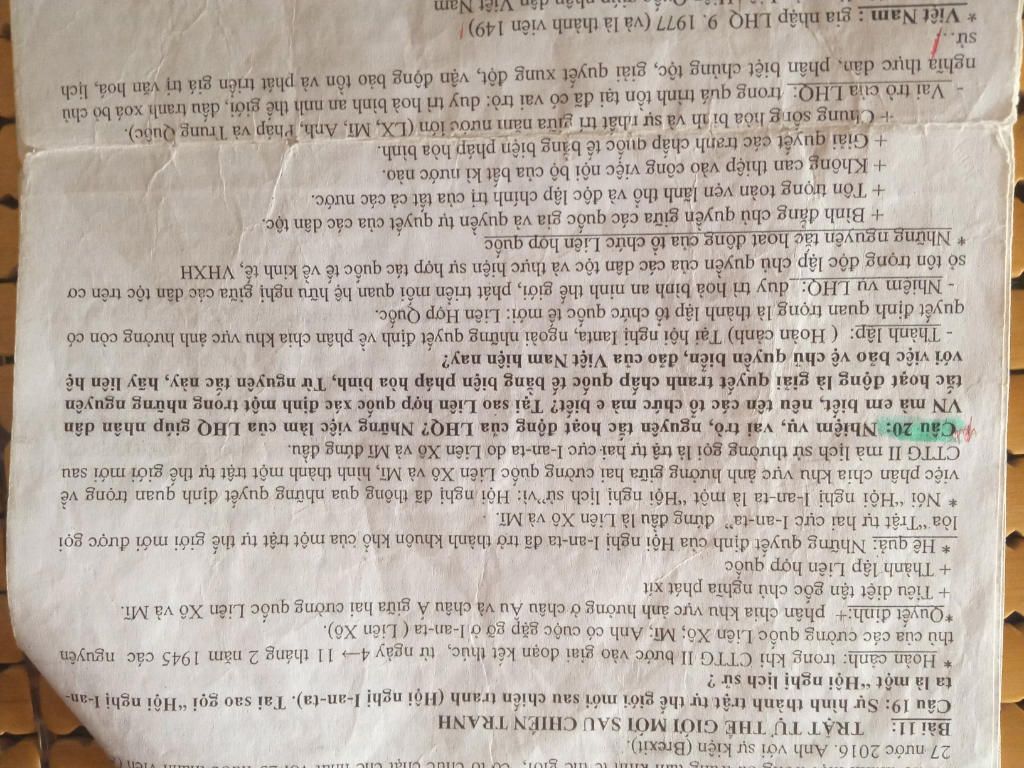 27 nước 2016. Anh với sự kiện (Brexit).
Bài 11: TRẬT TỰ THẾ GIỚI MỚI SAU CHIẾN TRANH
Câu 19: Sự hình thành trật tự thế giới mới sau chiến tranh (Hội nghị I-an-ta). Tai sao gọi “Hội nghị I-an-
ta là một “Hội nghị lịch sử ?
* Hoàn cảnh: trong khi CTTG II bước vào giai đoạn kết thúc, từ ngày 4→ 11 tháng 2 năm 1945 các nguyên
thủ của các cường quốc Liên Xô; Mĩ; Anh có cuộc gặp gỡ ở I-an-ta ( Liên Xô).
*Quyết định:+ phân chia khu vực ảnh hưởng ở châu Âu và châu Á giữa hai cường quốc Liên Xô và Mĩ.
+ Tiêu diệt tận gốc chủ nghĩa phát xít
+ Thành lập Liên hợp quốc
* Hệ quả: Những quyết định của Hội nghị I-an-ta đã trở thành khuôn khổ của một trật tự thế giới mới được gọi
lòa “Trật tự hai cực I-an-ta” đứng đầu là Liên Xô và Mĩ.
* Nói “Hội nghị I-an-ta là một “Hội nghị lịch sử”vì: Hội nghị đã thông qua những quyết định quan trọng về
việc phân chia khu vực ảnh hưởng giữa hai cường quốc Liên Xô và Mĩ, hình thành một trật tự thế giới mới sau
CTTG II mà lịch sử thường gọi là trậ tự hai cực I-an-ta do Liên Xô và Mĩ đứng đầu.
Câu 20: Nhiệm vụ, vai trò, nguyên tắc hoạt động của LHQ? Những việc làm của LHQ giúp nhân dân
VN mà em biết, nêu tên các tổ chức mà e biết? Tại sao Liên hợp quốc xác định một trong những nguyên
tắc hoạt động là giải quyết tranh chấp quốc tế bằng biện pháp hòa bình, Từ nguyên tắc này, hãy liên hệ
với việc bảo vệ chủ quyền biển, đảo của Việt Nam hiện nay?
- Thành lập: ( Hoàn cảnh) Tại hội nghị Ianta, ngoài những quyết định về phân chia khu vực ảnh hưởng còn có
quyết định quan trọng là thành lập tổ chức quốc tế mới: Liên Hợp Quốc.
- Nhiệm vụ LHQ: duy trì hoà bình an ninh thế giới, phát triển mối quan hệ hữu nghị giữa các dân tộc trên cơ
sở tôn trọng độc lập chủ quyền của các dân tộc và thực hiện sự hợp tác quốc tế về kinh tế, VHXH
* Những nguyên tắc hoạt động của tổ chức Liên hợp quốc
+ Bình đẳng chủ quyền giữa các quốc gia và quyền tự quyết của các dân tộc.
+ Tôn trọng toàn vẹn lãnh thổ và độc lập chính trị của tất cả các nước.
+ Không can thiệp vào công việc nội bộ của bất kì nước nào.
+ Giải quyết các tranh chấp quốc tế bằng biện pháp hòa bình.
+ Chung sống hòa bình và sự nhất trí giữa năm nước lớn (LX, Mĩ, Anh, Pháp và Trung Quốc).
- Vai trò của LHQ: trong quá trình tồn tại đã có vai trò: duy trì hoà bình an ninh thế giới, đấu tranh xoá bỏ chủ
nghĩa thực dân, phân biệt chủng tộc, giải quyết xung đột, vận động bảo tồn và phát triển giá trị văn hoá, lịch
sử...
* Việt Nam : gia nhập LHQ 9. 1977 (và là thành viên 149)